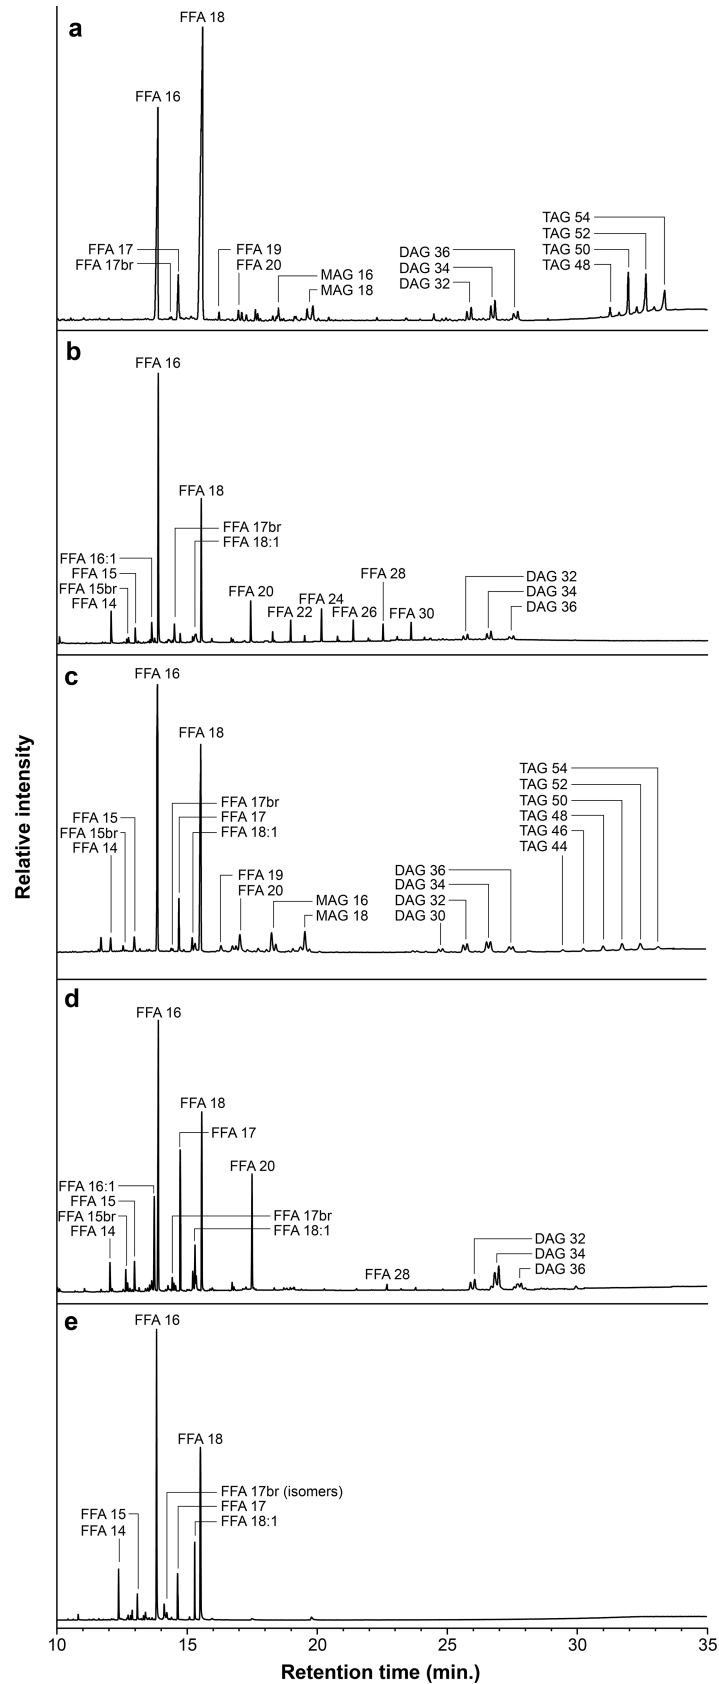 a
FFA 18
FFA 16
FFA 17
FFA 17br
FFA 19
FFA 20
MAG 16
MAG 18
DAG 36
DAG 34
DAG 32
TAG 54
TAG 52
TAG 50
TAG 48
b
FFA 16
FFA 18
FFA 17br
FFA 18:1
FFA 16:1
FFA 15
FFA 15br
FFA 14
FFA 20
FFA 22
FFA 24
FFA 26
FFA 28
FFA 30
DAG 32
DAG 34
DAG 36
c
FFA 16
FFA 18
FFA 17br
FFA 17
FFA 18:1
FFA 15
FFA 15br
FFA 14
FFA 19
FFA 20
MAG 16
MAG 18
DAG 36
DAG 34
DAG 32
DAG 30
TAG 54
TAG 52
TAG 50
TAG 48
TAG 46
TAG 44
d
FFA 16
FFA 18
FFA 17
FFA 20
FFA 16:1
FFA 15
FFA 15br
FFA 14
FFA 17br
FFA 18:1
FFA 28
DAG 32
DAG 34
DAG 36
e
FFA 16
FFA 18
FFA 17br (isomers)
FFA 17
FFA 18:1
FFA 15
FFA 14
Relative intensity
10 15 20 25 30 35
Retention time (min.)